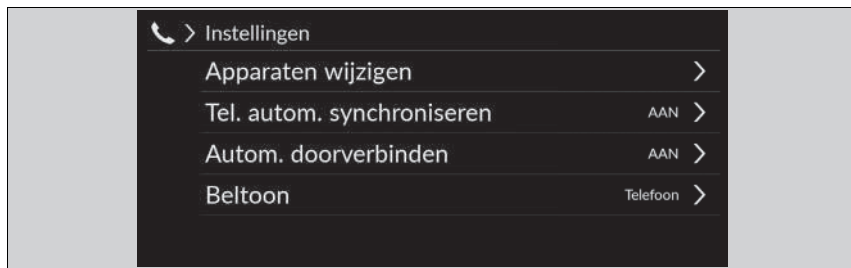 Instellingen
Apparaten wijzigen
Tel. autom. synchroniseren AAN
Autom. doorverbinden AAN
Beltoon Telefoon